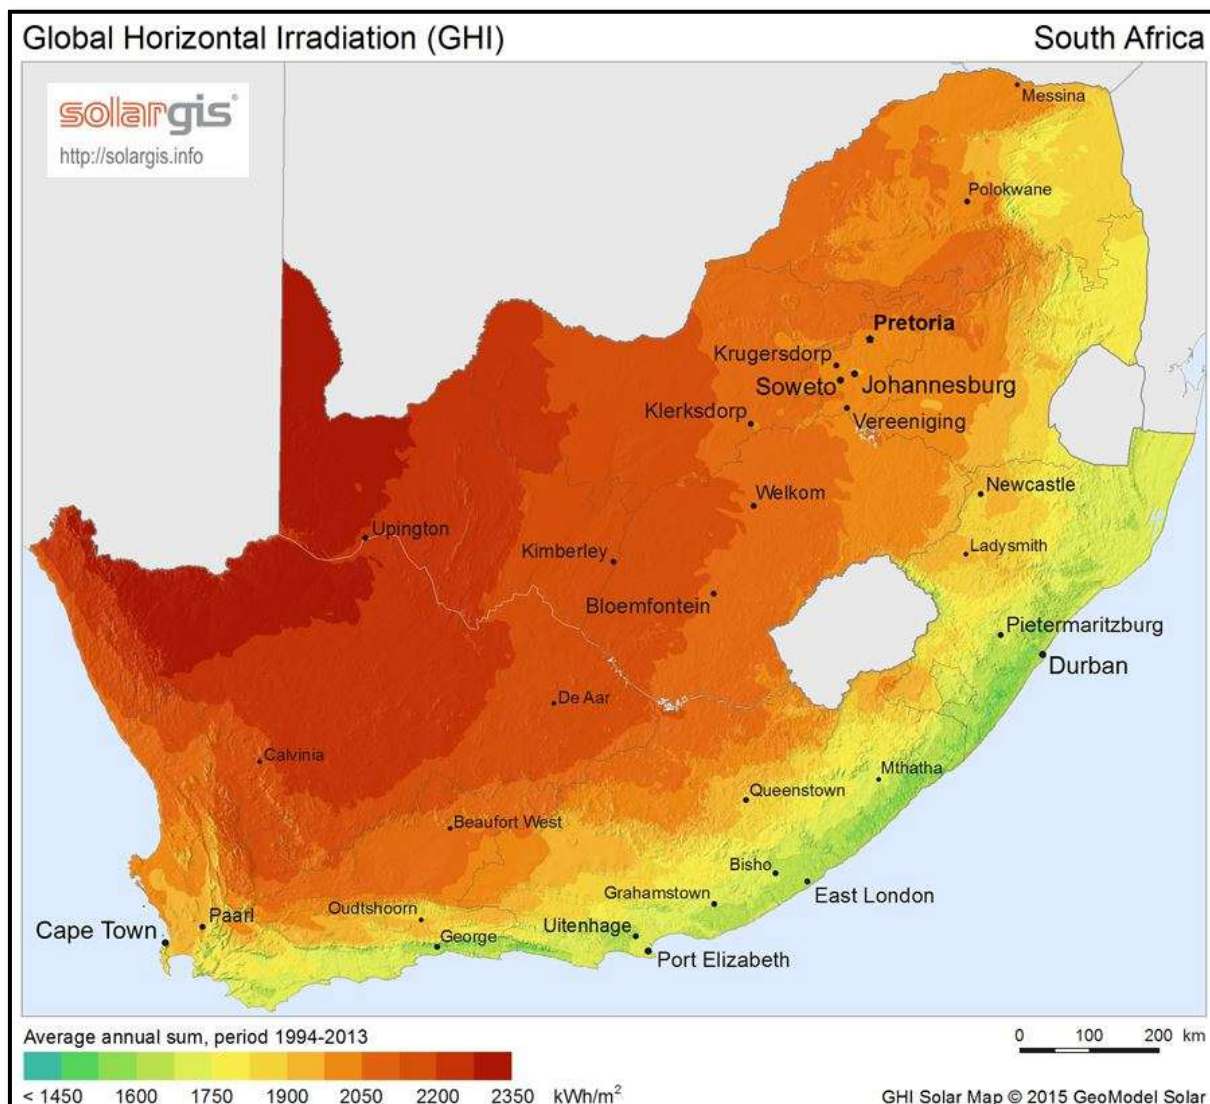 Global Horizontal Irradiation (GHI)
South Africa
solargis®
http://solargis.info
Messina
Polokwane
Pretoria
Krugersdorp
Soweto
Johannesburg
Klerksdorp
Vereeniging
Welkom
Newcastle
Upington
Kimberley
Ladysmith
Bloemfontein
Pietermaritzburg
Durban
De Aar
Calvinia
Mthatha
Queenstown
Beaufort West
Bisho
East London
Grahamstown
Oudtshoorn
Paarl
Cape Town
Uitenhage
George
Port Elizabeth
Average annual sum, period 1994-2013
0 100 200 km
< 1450 1600 1750 1900 2050 2200 2350 kWh/m²
GHI Solar Map © 2015 GeoModel Solar